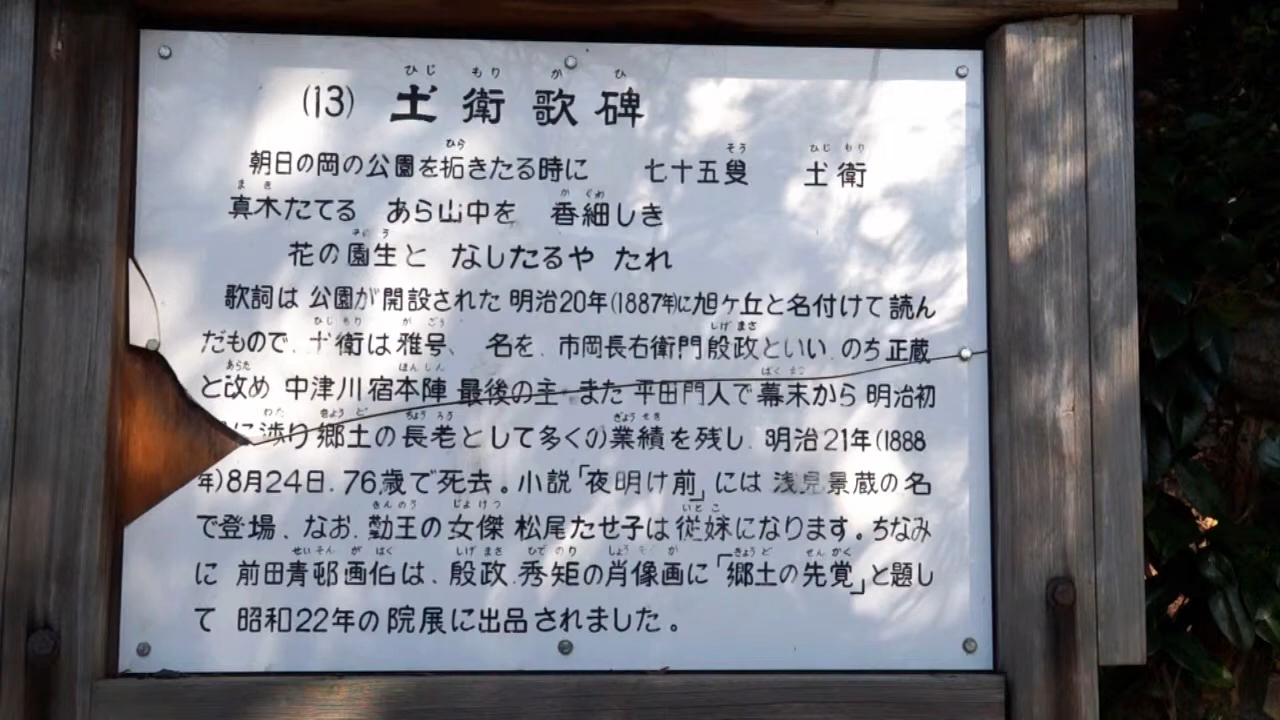 (13) 土衛歌碑
朝日の岡の公園を拓きたる時に 七十五叟 土衛
真木たてる あら山中を 香細しき
花の園生と なしたるや たれ
歌詞は 公園が開設された 明治20年(1887年)に旭ヶ丘と名付けて 読ん
だもので、土衛は雅号、 名を、市岡長右衛門殷政といい、のち正蔵
と改め 中津川宿本陣 最後の主 また 平田門人で幕末から 明治初
に渉り郷土の長老として多くの業績を残し、明治21年(1888
年)8月24日、76歳で死去。小説「夜明け前」には 浅見景蔵の名
で登場、なお、勤王の女傑 松尾たせ子は従妹になります。ちなみ
に 前田青邨画伯は、殷政、秀矩の肖像画に「郷土の先覚」と題し
て 昭和22年の院展に出品されました。